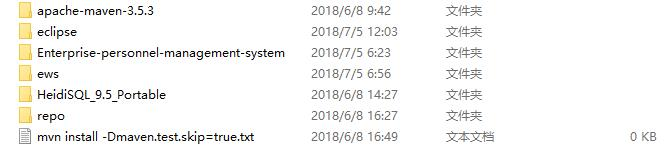 apache-maven-3.5.3 2018/6/8 9:42 文件夹
eclipse 2018/7/5 12:03 文件夹
Enterprise-personnel-management-system 2018/7/5 6:23 文件夹
ews 2018/7/5 6:56 文件夹
HeidiSQL_9.5_Portable 2018/6/8 14:27 文件夹
repo 2018/6/8 16:27 文件夹
mvn install -Dmaven.test.skip=true.txt 2018/6/8 16:49 文本文档 0 KB